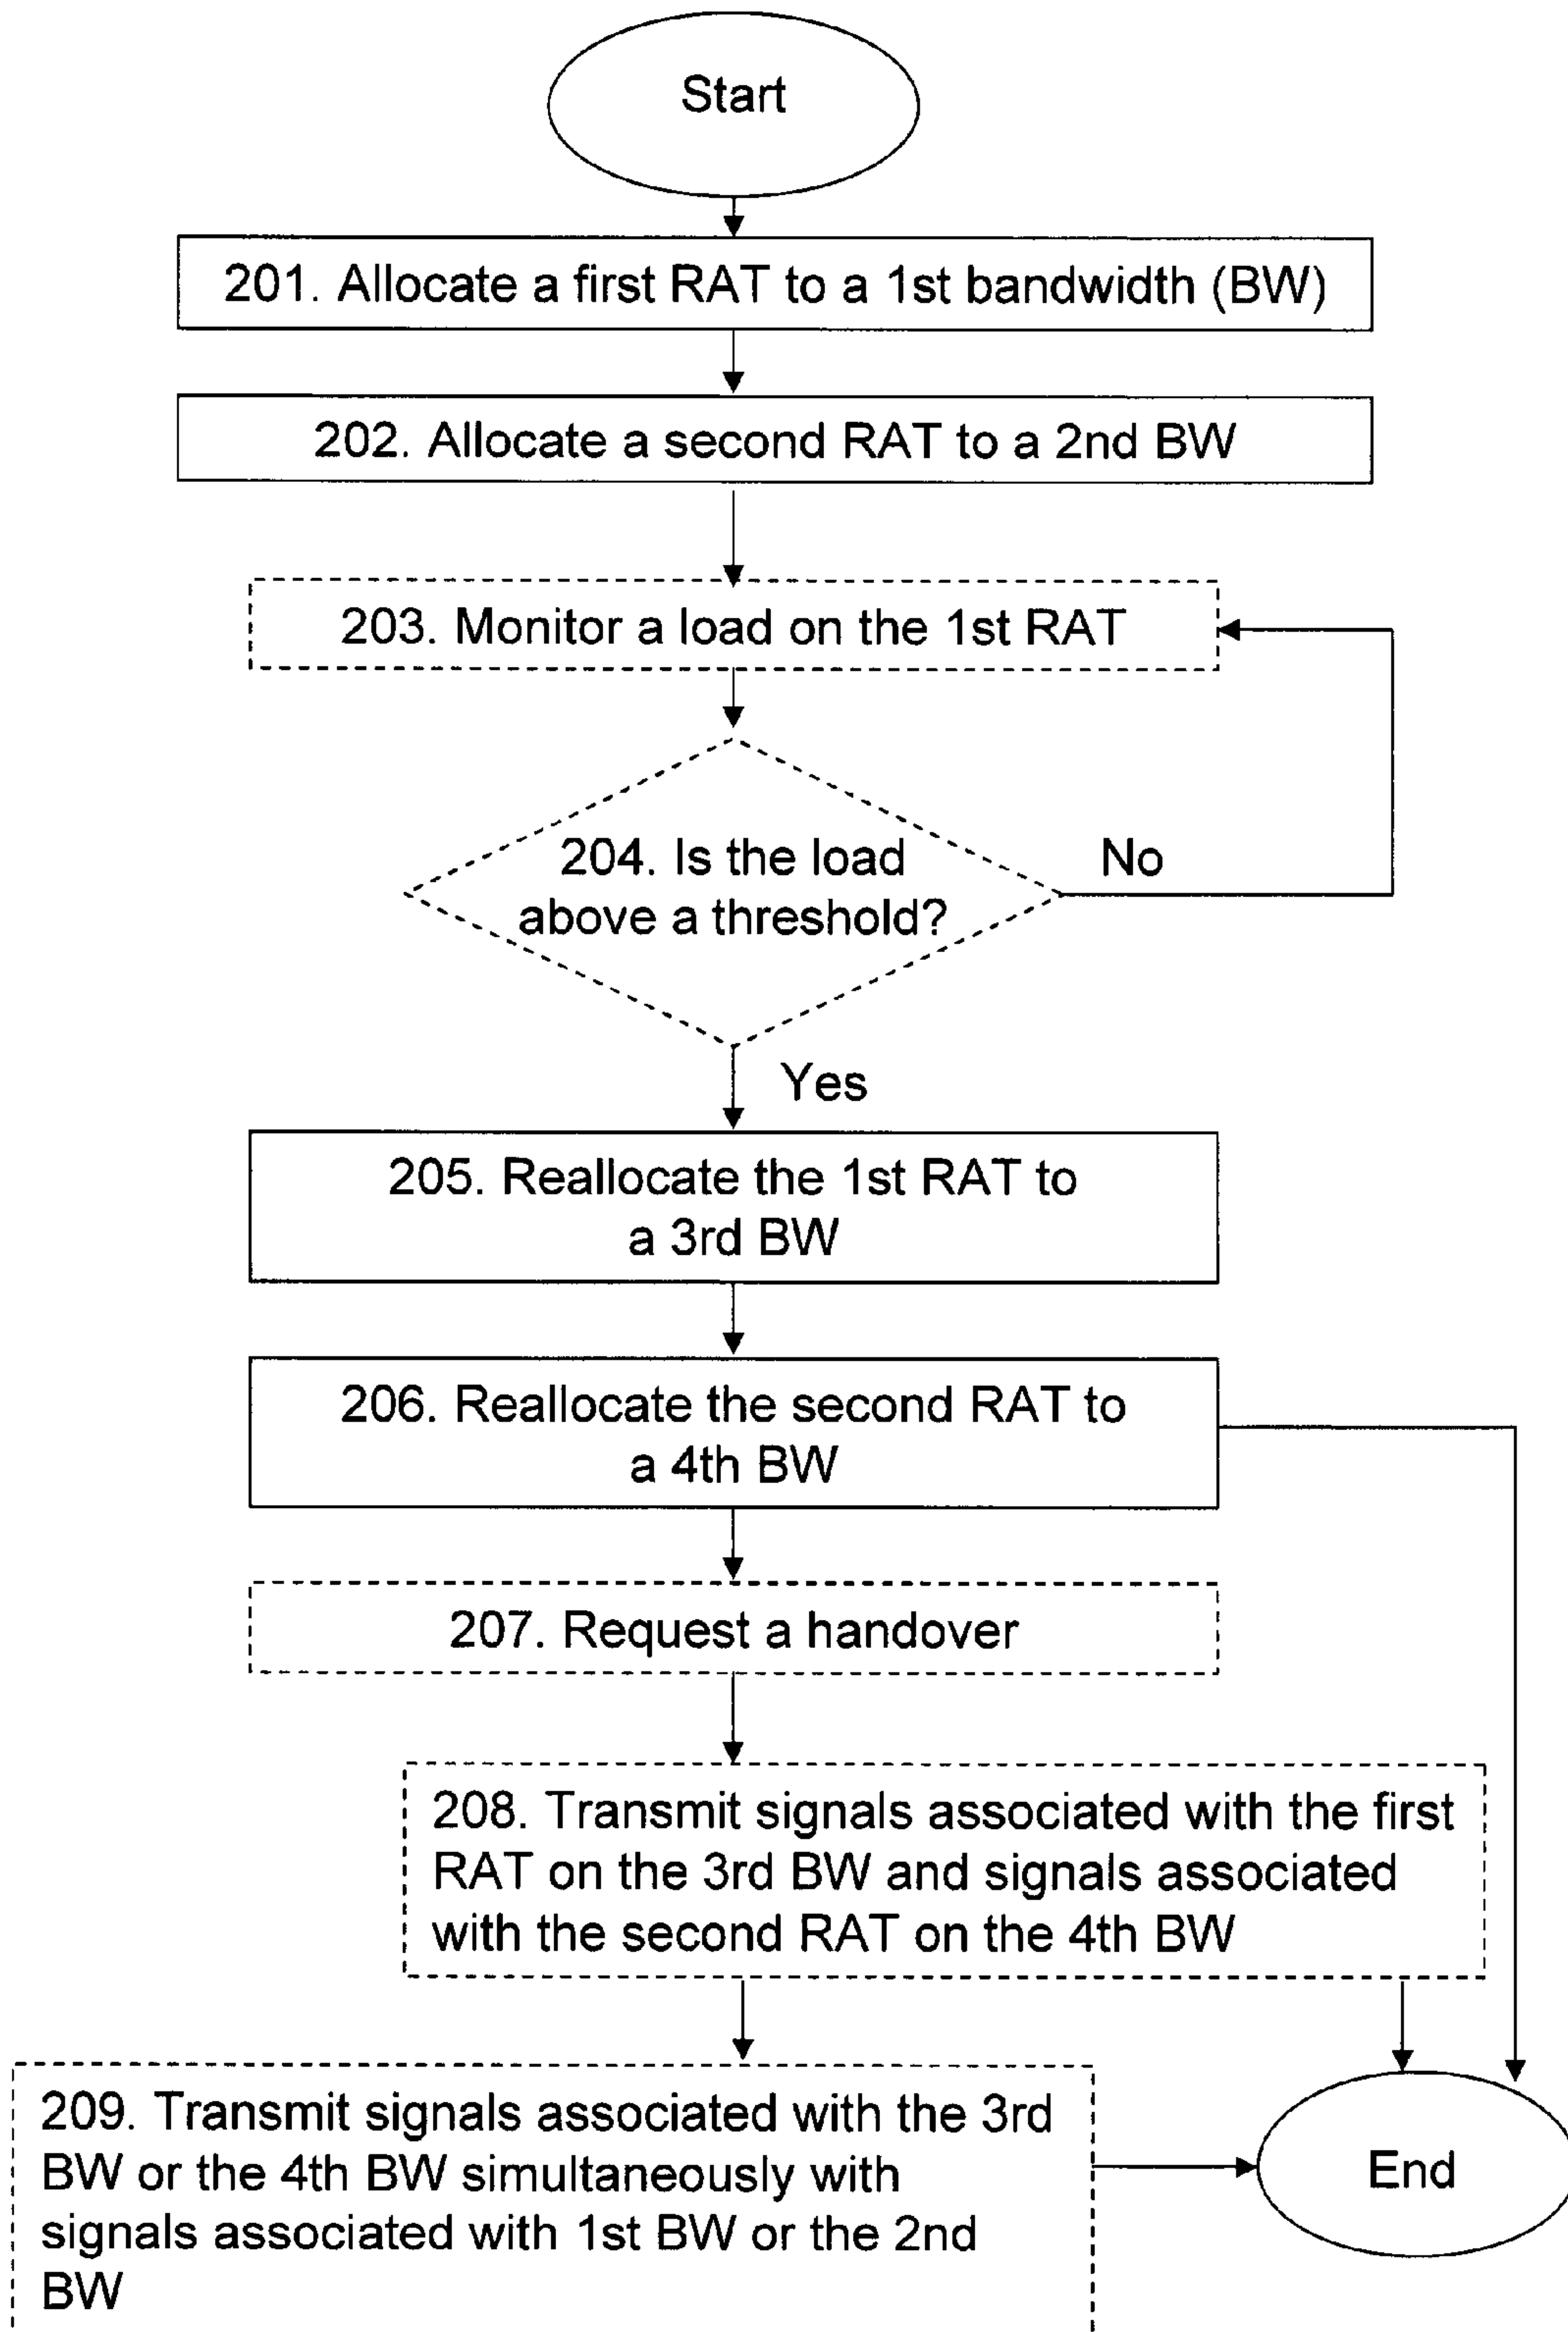 Start
201. Allocate a first RAT to a 1st bandwidth (BW)
202. Allocate a second RAT to a 2nd BW
203. Monitor a load on the 1st RAT
204. Is the load
above a threshold?
No
Yes
205. Reallocate the 1st RAT to
a 3rd BW
206. Reallocate the second RAT to
a 4th BW
207. Request a handover
208. Transmit signals associated with the first
RAT on the 3rd BW and signals associated
with the second RAT on the 4th BW
209. Transmit signals associated with the 3rd
BW or the 4th BW simultaneously with
signals associated with 1st BW or the 2nd
BW
End